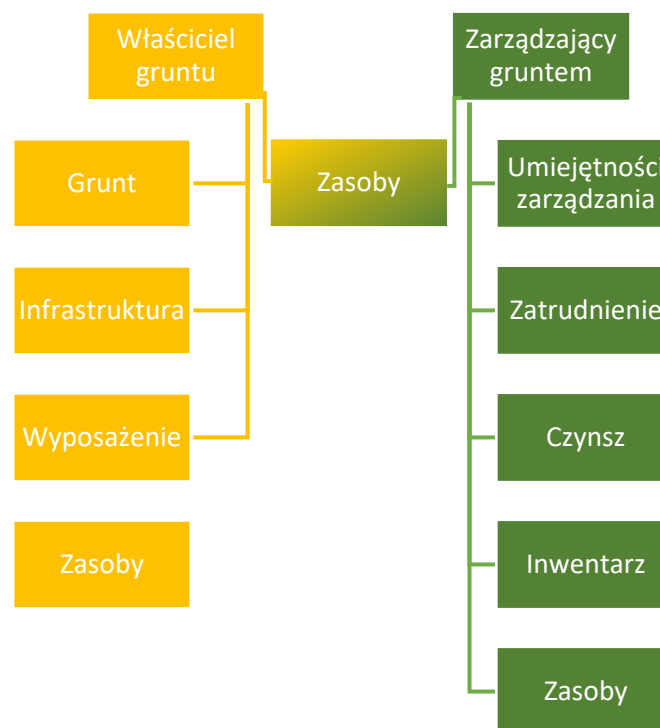 Właściciel
gruntu
Grunt
Infrastruktura
Wyposażenie
Zasoby
Zasoby
Zarządzający
gruntem
Umiejętności
zarządzania
Zatrudnienie
Czynsz
Inwentarz
Zasoby